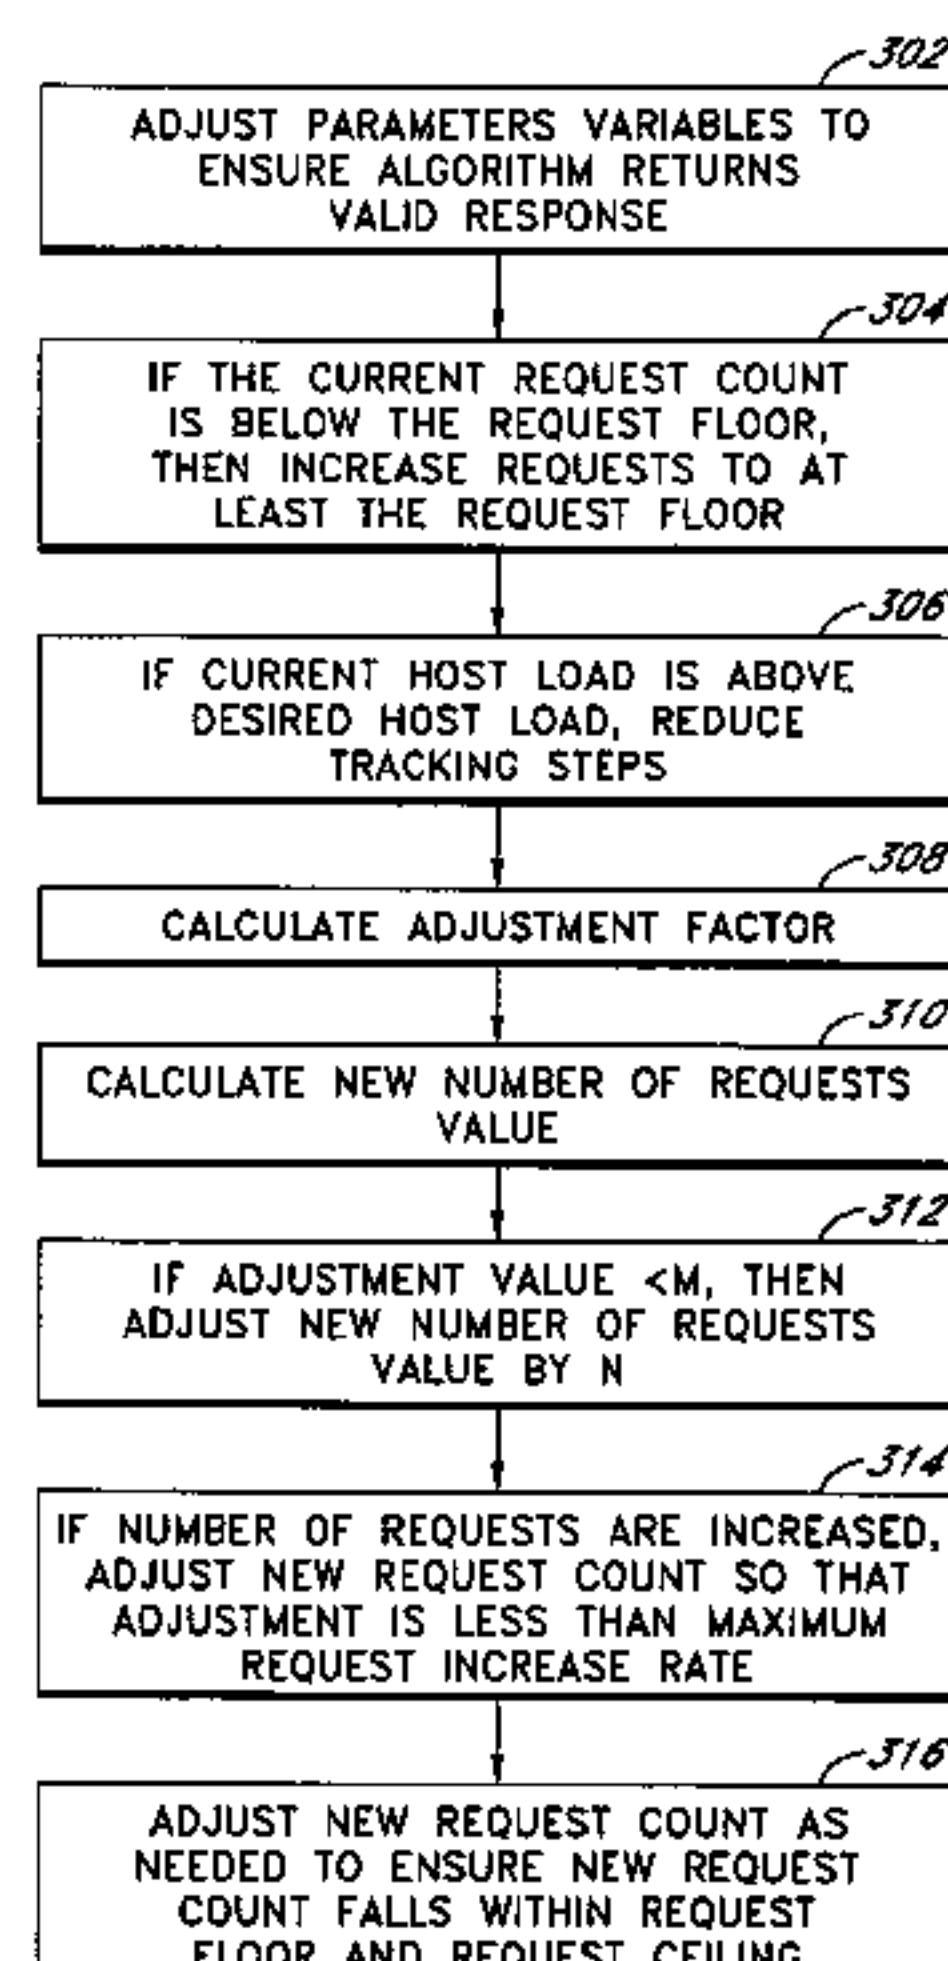 302
ADJUST PARAMETERS VARIABLES TO
ENSURE ALGORITHM RETURNS
VALID RESPONSE
304
IF THE CURRENT REQUEST COUNT
IS BELOW THE REQUEST FLOOR,
THEN INCREASE REQUESTS TO AT
LEAST THE REQUEST FLOOR
306
IF CURRENT HOST LOAD IS ABOVE
DESIRED HOST LOAD, REDUCE
TRACKING STEPS
308
CALCULATE ADJUSTMENT FACTOR
310
CALCULATE NEW NUMBER OF REQUESTS
VALUE
312
IF ADJUSTMENT VALUE <M, THEN
ADJUST NEW NUMBER OF REQUESTS
VALUE BY N
314
IF NUMBER OF REQUESTS ARE INCREASED,
ADJUST NEW REQUEST COUNT SO THAT
ADJUSTMENT IS LESS THAN MAXIMUM
REQUEST INCREASE RATE
316
ADJUST NEW REQUEST COUNT AS
NEEDED TO ENSURE NEW REQUEST
COUNT FALLS WITHIN REQUEST
FLOOR AND REQUEST CEILING